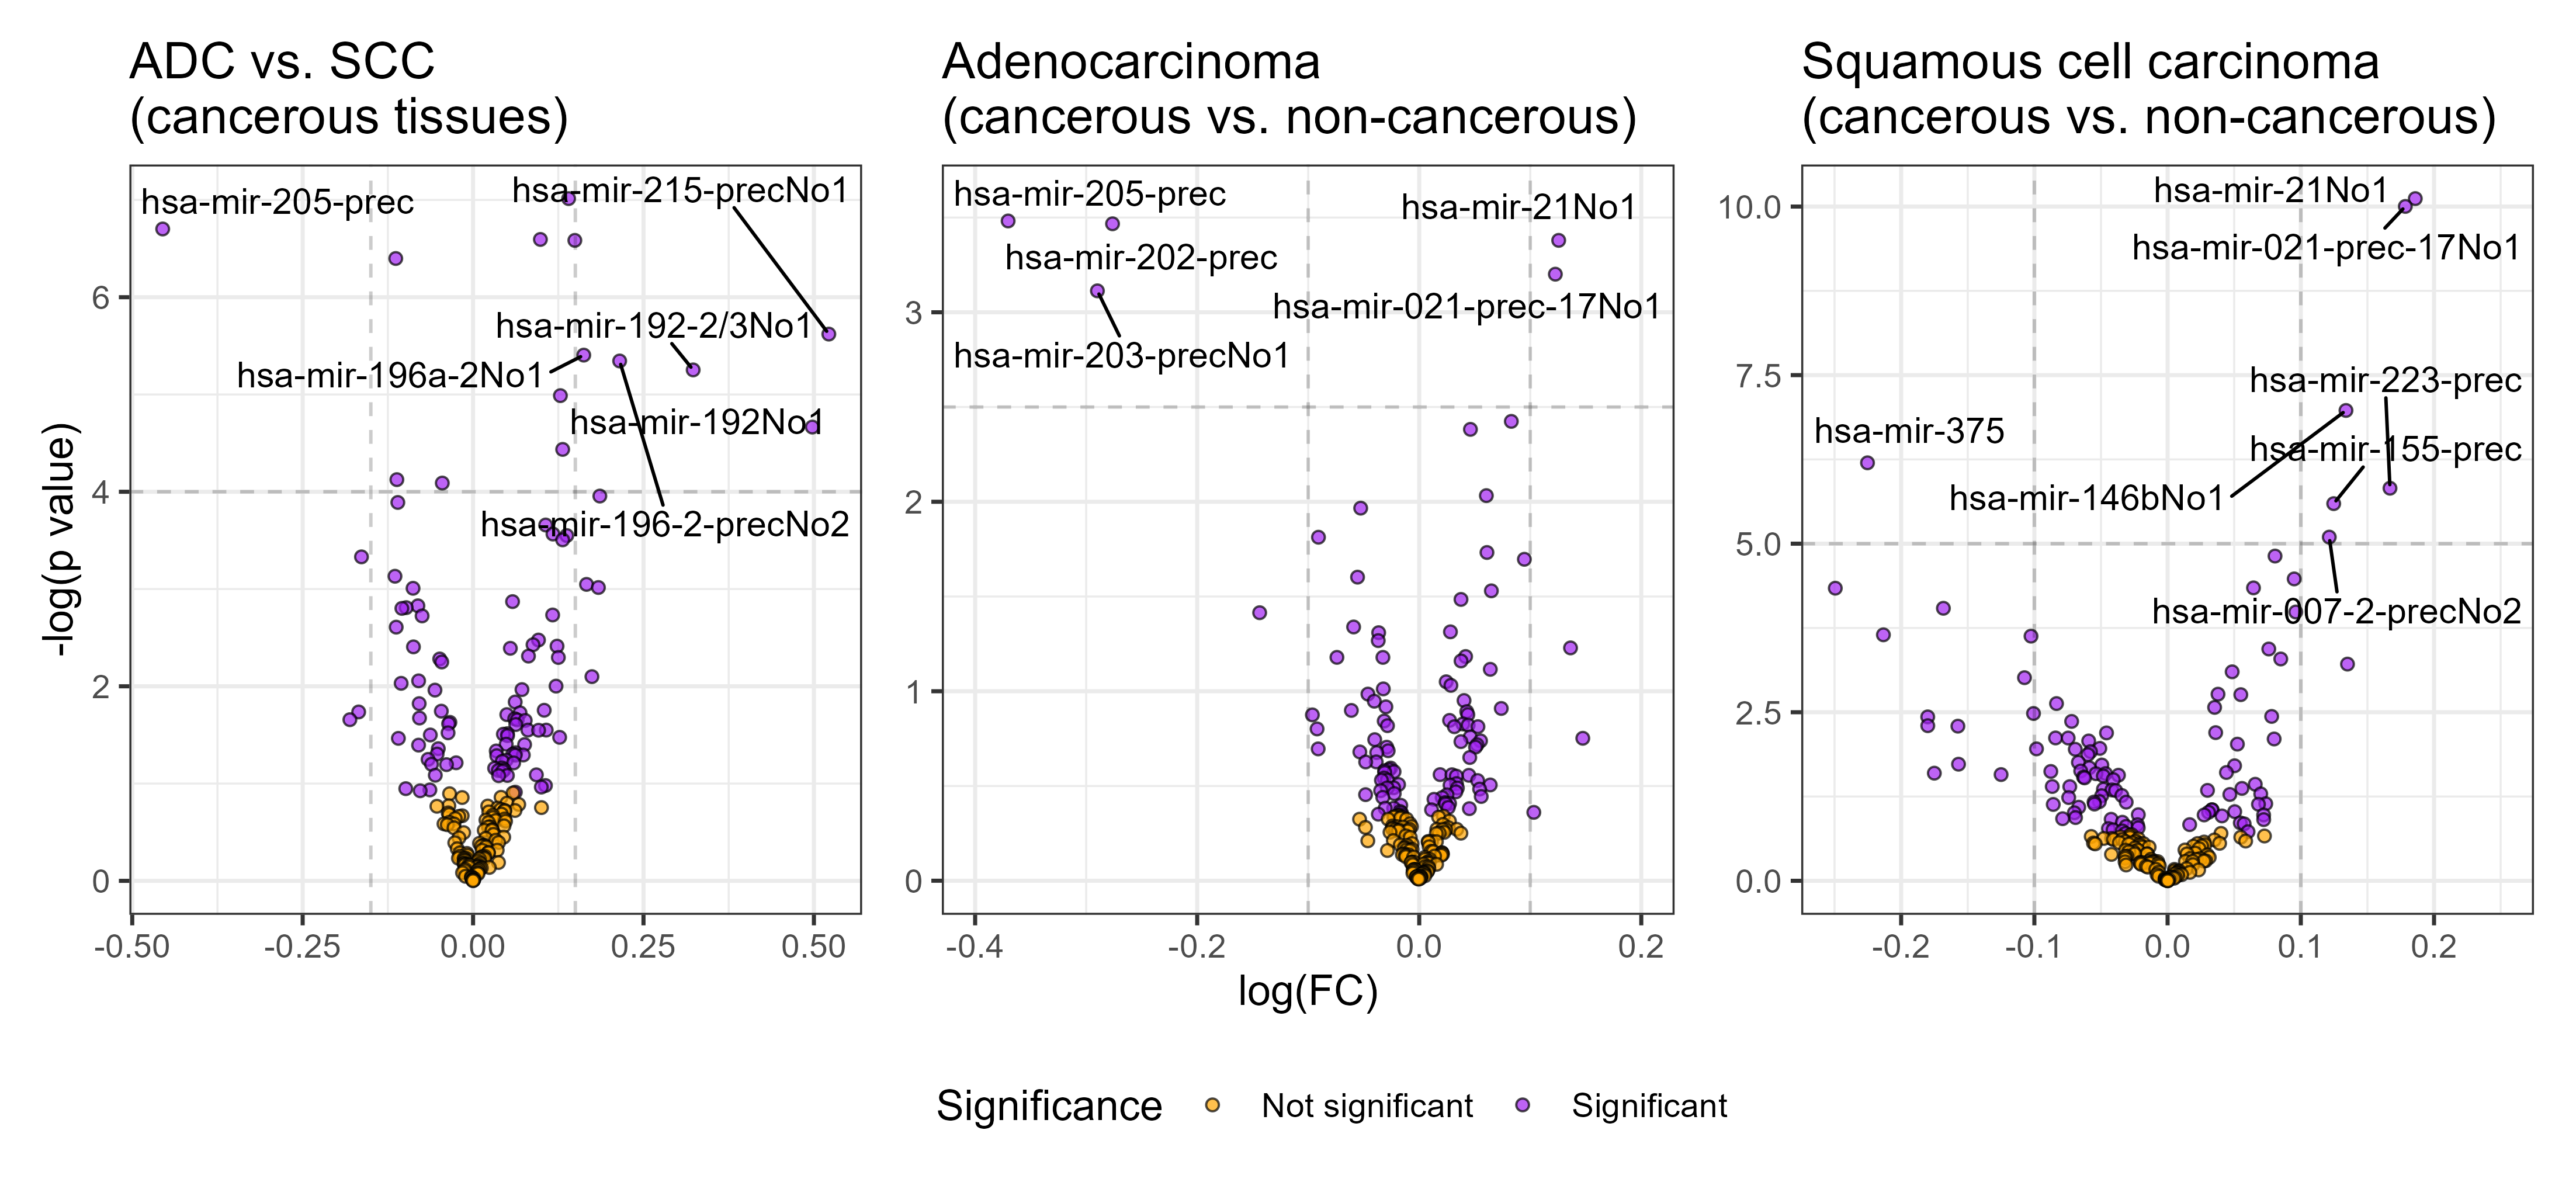 ADC vs. SCC
(cancerous tissues)
Adenocarcinoma
(cancerous vs. non-cancerous)
Squamous cell carcinoma
(cancerous vs. non-cancerous)
-log(p value)
6
4
2
0
hsa-mir-205-prec
hsa-mir-215-precNo1
hsa-mir-192-2/3No1
hsa-mir-196a-2No1
hsa-mir-192No1
hsa-mir-196-2-precNo2
-0.50
-0.25
0.00
0.25
0.50
3
2
1
0
hsa-mir-205-prec
hsa-mir-21No1
hsa-mir-202-prec
hsa-mir-021-prec-17No1
hsa-mir-203-precNo1
-0.4
-0.2
0.0
0.2
log(FC)
10.0
7.5
5.0
2.5
0.0
hsa-mir-21No1
hsa-mir-021-prec-17No1
hsa-mir-223-prec
hsa-mir-375
hsa-mir-155-prec
hsa-mir-146bNo1
hsa-mir-007-2-precNo2
-0.2
-0.1
0.0
0.1
0.2
Significance
Not significant
Significant